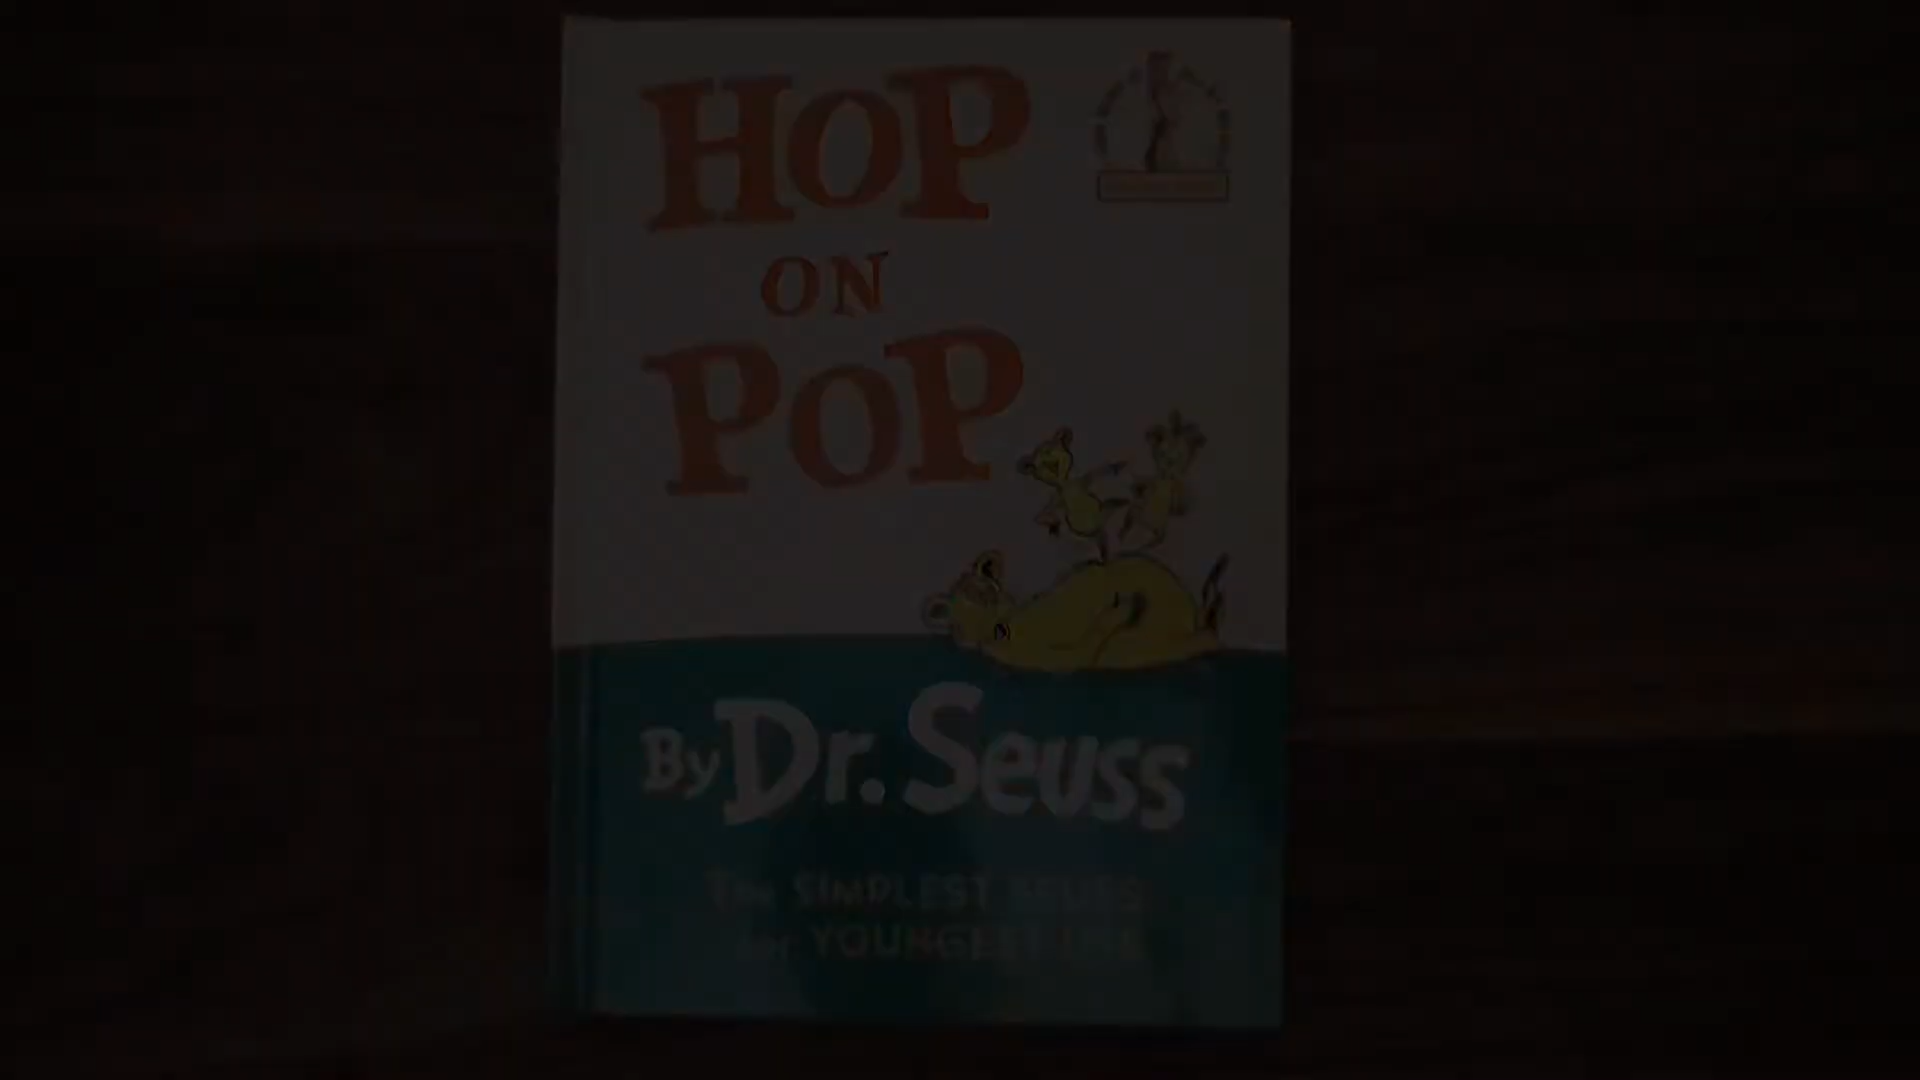 HOP
ON
POP
By Dr. Seuss
The SIMPLEST SEUSS
for YOUNGEST USE